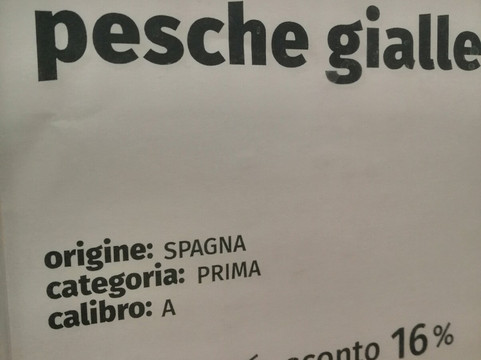 pesche gialle
origine: SPAGNA
categoria: PRIMA
calibro: A
16%